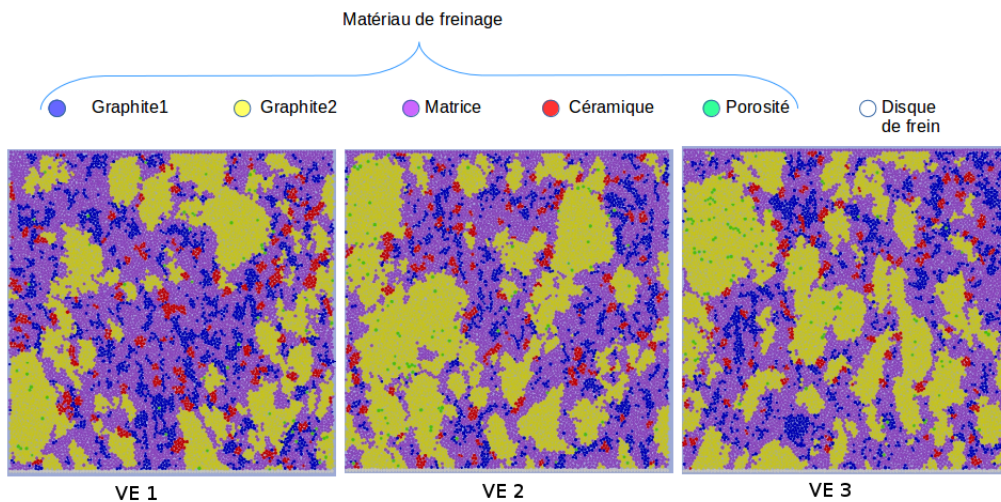 Matériau de freinage
Graphite1
Graphite2
Matrice
Céramique
Porosité
Disque
de frein
VE 1
VE 2
VE 3